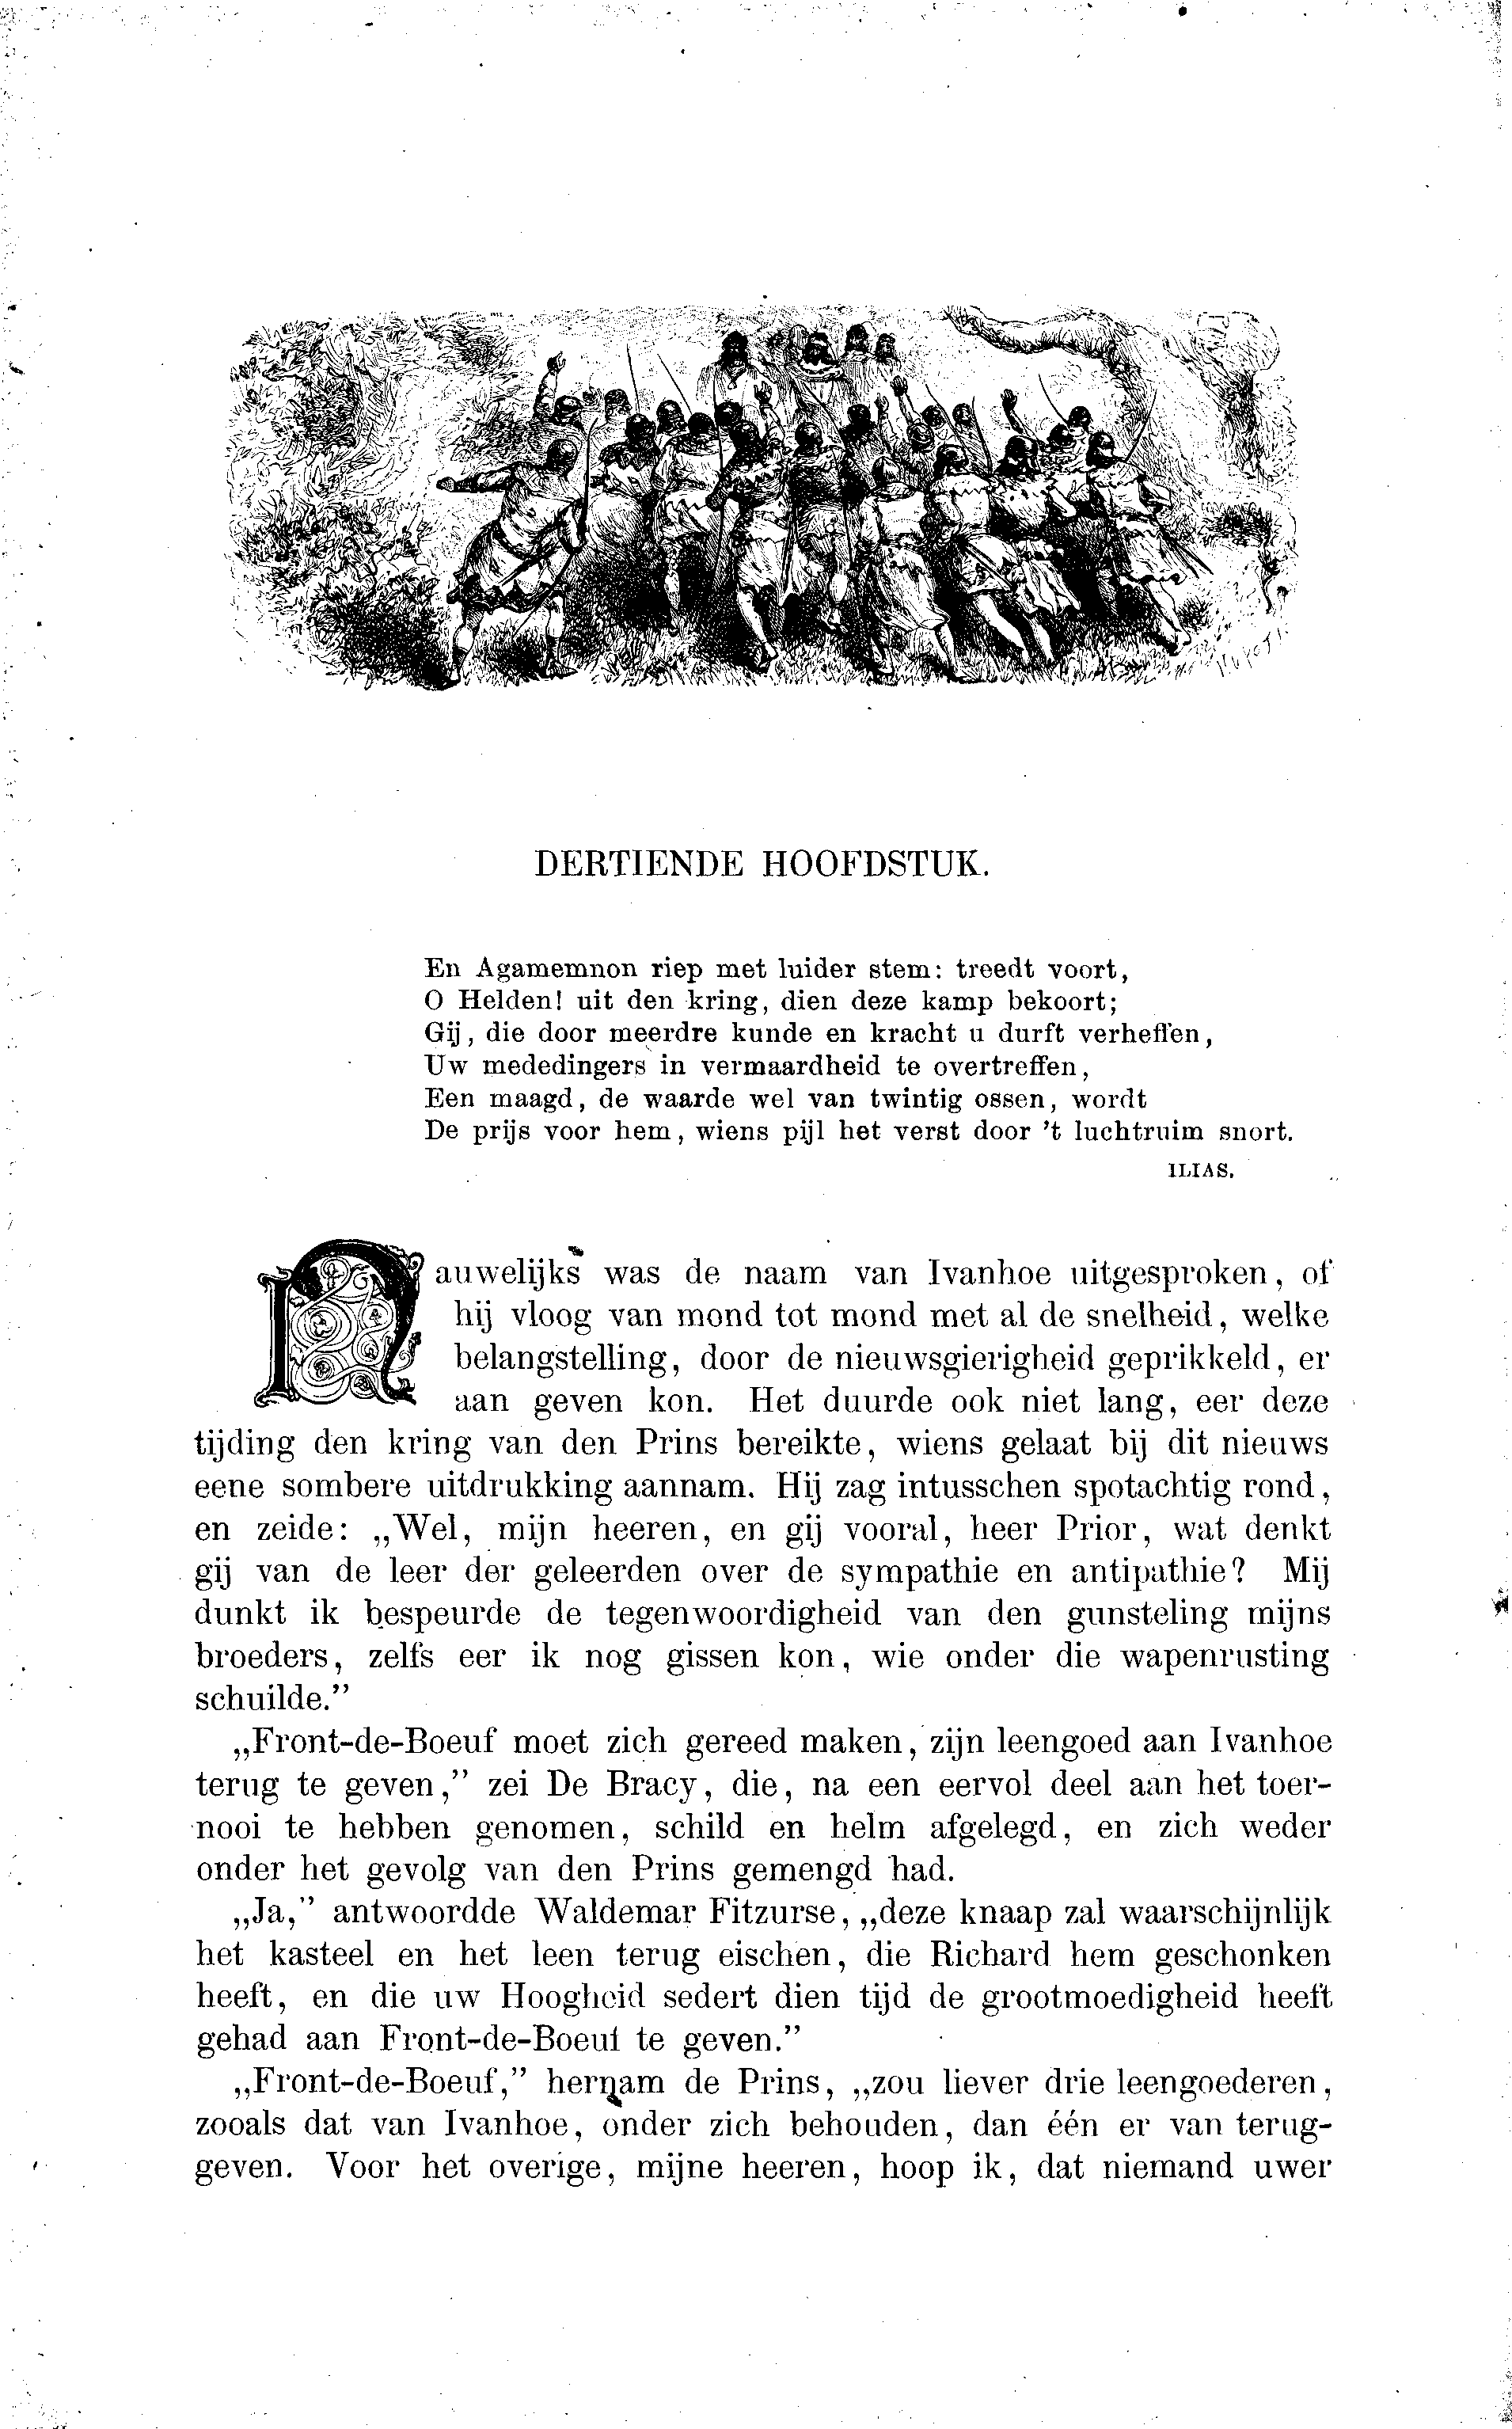 DERTIENDE HOOFDSTUK.
En Agamemnon riep met luider stem: treedt voort,
O Helden! uit den kring, dien deze kamp bekoort;
Gij, die door meerdre kunde en kracht u durft verheffen,
Uw mededingers in vermaardheid te overtreffen,
Een maagd, de waarde wel van twintig ossen, wordt
De prijs voor hem, wiens pijl het verst door 't luchtruim snort.
ILIAS.
Nauwelijks was de naam van Ivanhoe uitgesproken, of
hij vloog van mond tot mond met al de snelheid, welke
belangstelling, door de nieuwsgierigheid geprikkeld, er
aan geven kon. Het duurde ook niet lang, eer deze
tijding den kring van den Prins bereikte, wiens gelaat bij dit nieuws
eene sombere uitdrukking aannam. Hij zag intusschen spotachtig rond,
en zeide: „Wel, mijn heeren, en gij vooral, heer Prior, wat denkt
gij van de leer der geleerden over de sympathie en antipathie? Mij
dunkt ik bespeurde de tegenwoordigheid van den gunsteling mijns
broeders, zelfs eer ik nog gissen kon, wie onder die wapenrusting
schuilde.”
„Front-de-Boeuf moet zich gereed maken, zijn leengoed aan Ivanhoe
terug te geven,” zei De Bracy, die, na een eervol deel aan het toer-
nooi te hebben genomen, schild en helm afgelegd, en zich weder
onder het gevolg van den Prins gemengd had.
„Ja,” antwoordde Waldemar Fitzurse, „deze knaap zal waarschijnlijk
het kasteel en het leen terug eischen, die Richard hem geschonken
heeft, en die uw Hoogheid sedert dien tijd de grootmoedigheid heeft
gehad aan Front-de-Boeuf te geven.”
„Front-de-Boeuf,” hernam de Prins, „zou liever drie leengoederen,
zooals dat van Ivanhoe, onder zich behouden, dan één er van terug-
geven. Voor het overige, mijne heeren, hoop ik, dat niemand uwer